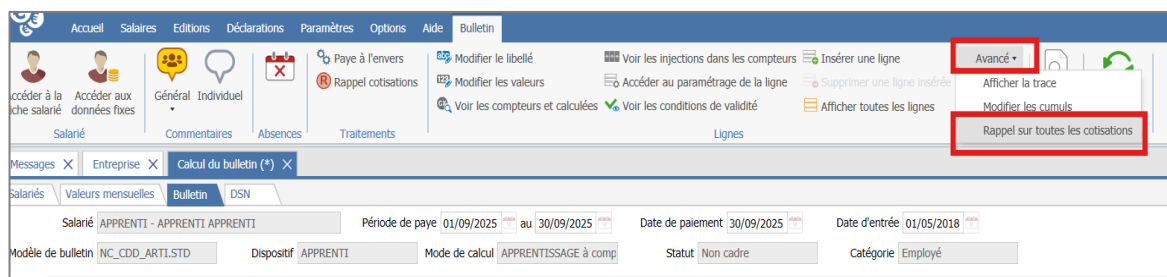 Accueil Salaires Editions Déclarations Paramètres Options Aide Bulletin
Paye à l'envers Modifier le libellé Voir les injections dans les compteurs Insérer une ligne Avancé
Rappel cotisations Modifier les valeurs Accéder au paramétrage de la ligne Supprimer une ligne insérée Afficher la trace
Accéder à la Accéder aux Général Individuel
fiche salarié données fixes Voir les compteurs et calculées Voir les conditions de validité Afficher toutes les lignes Modifier les cumuls
Rappel sur toutes les cotisations
Salarié Commentaires Absences Traitements Lignes
Messages X Entreprise X Calcul du bulletin (*) X
Salariés Valeurs mensuelles Bulletin DSN
Salarié APPRENTI - APPRENTI APPRENTI Période de paye 01/09/2025 au 30/09/2025 Date de paiement 30/09/2025 Date d'entrée 01/05/2018
Modèle de bulletin NC_CDD_ARTI.STD Dispositif APPRENTI Mode de calcul APPRENTISSAGE à comp Statut Non cadre Catégorie Employé